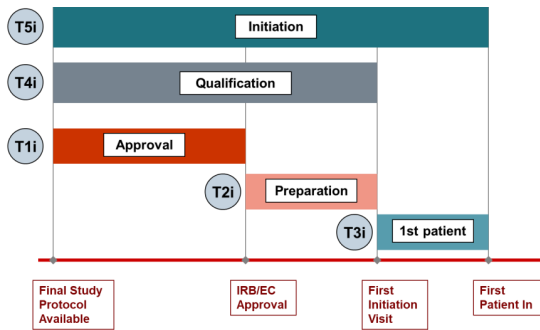 T5i
Initiation
T4i
Qualification
T1i
Approval
T2i
Preparation
T3i
1st patient
Final Study
Protocol
Available
IRB/EC
Approval
First
Initiation
Visit
First
Patient In